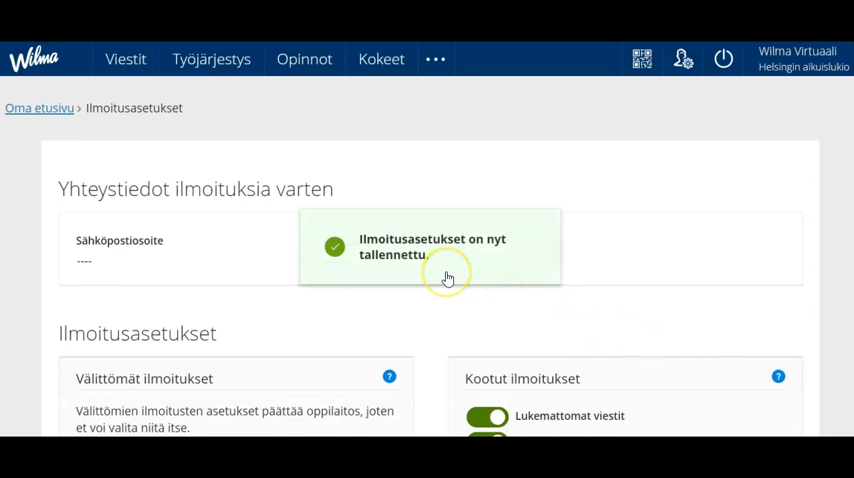 Wilma
Viestit Työjärjestys Opinnot Kokeet
Wilma Virtuaali
Helsingin aikuislukio
Oma etusivu › Ilmoitusasetukset
Yhteystiedot ilmoituksia varten
Sähköpostiosoite
----
Ilmoitusasetukset on nyt
tallennettu.
Ilmoitusasetukset
Välittömät ilmoitukset ?
Välittömien ilmoitusten asetukset päättää oppilaitos, joten
et voi valita niitä itse.
Kootut ilmoitukset ?
Lukemattomat viestit